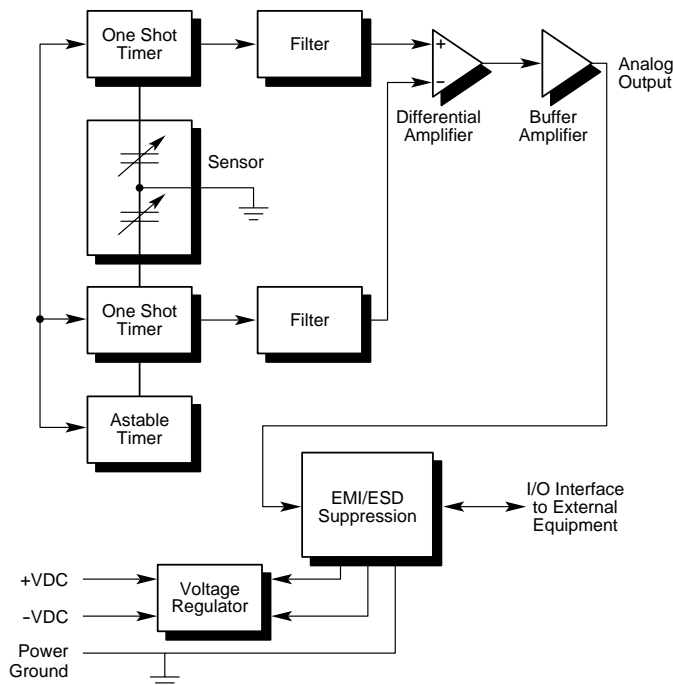 One Shot
Timer
Filter
+
−
Differential
Amplifier
Buffer
Amplifier
Analog
Output
Sensor
One Shot
Timer
Filter
Astable
Timer
EMI/ESD
Suppression
I/O Interface
to External
Equipment
+VDC
−VDC
Voltage
Regulator
Power
Ground